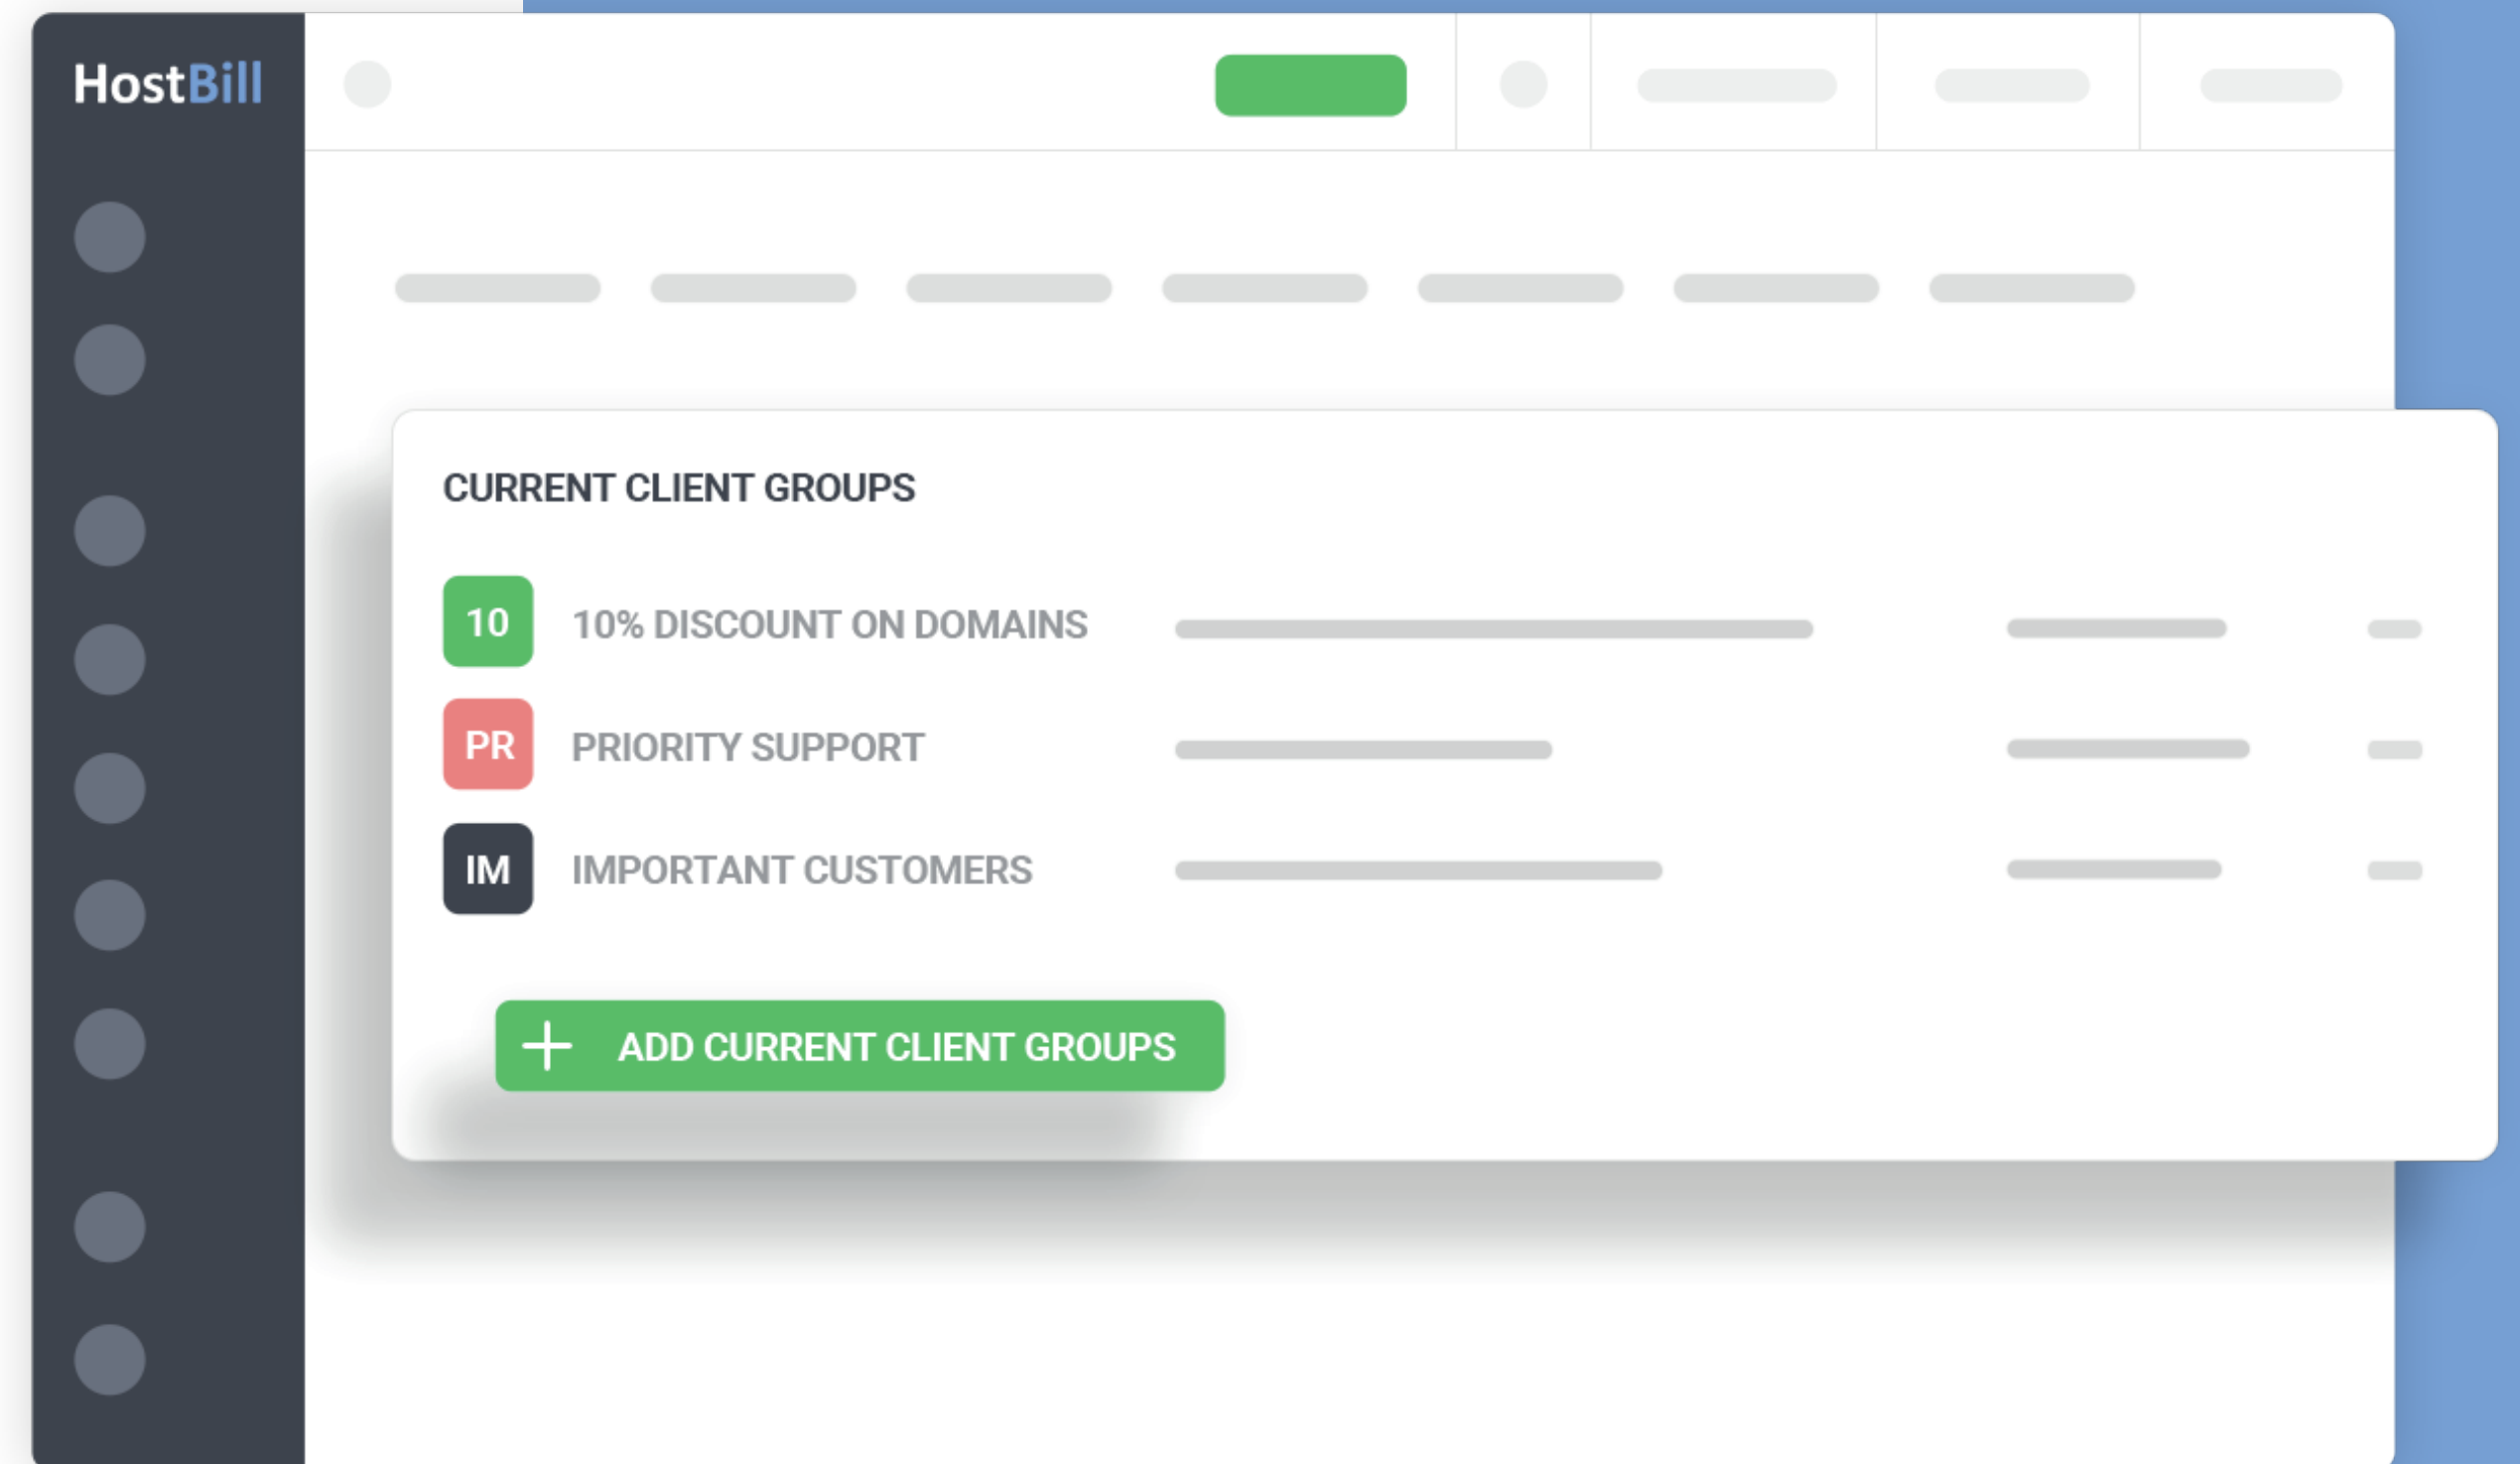 HostBill
CURRENT CLIENT GROUPS
10 10% DISCOUNT ON DOMAINS
PR PRIORITY SUPPORT
IM IMPORTANT CUSTOMERS
ADD CURRENT CLIENT GROUPS